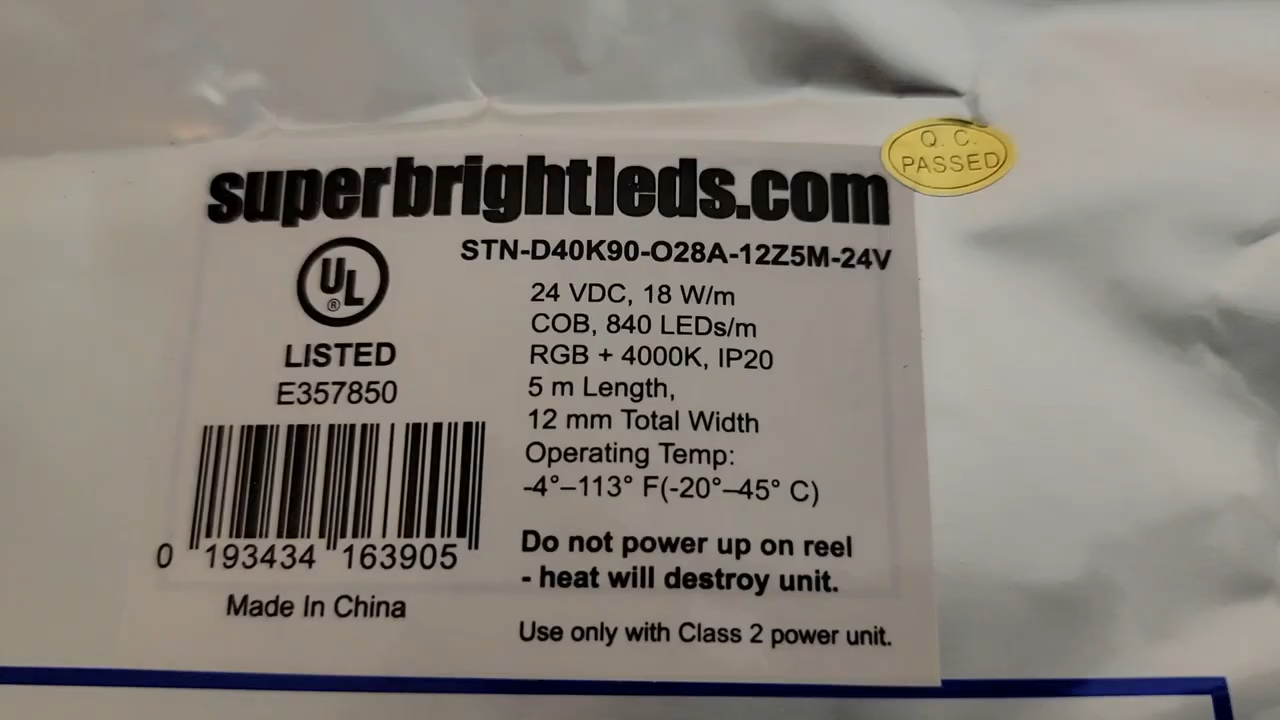 Q. C.
PASSED
superbrightleds.com
STN-D40K90-O28A-12Z5M-24V
UL
®
LISTED
E357850
24 VDC, 18 W/m
COB, 840 LEDs/m
RGB + 4000K, IP20
5 m Length,
12 mm Total Width
Operating Temp:
-4°–113° F(-20°–45° C)
0 193434 163905
Made In China
Do not power up on reel
- heat will destroy unit.
Use only with Class 2 power unit.